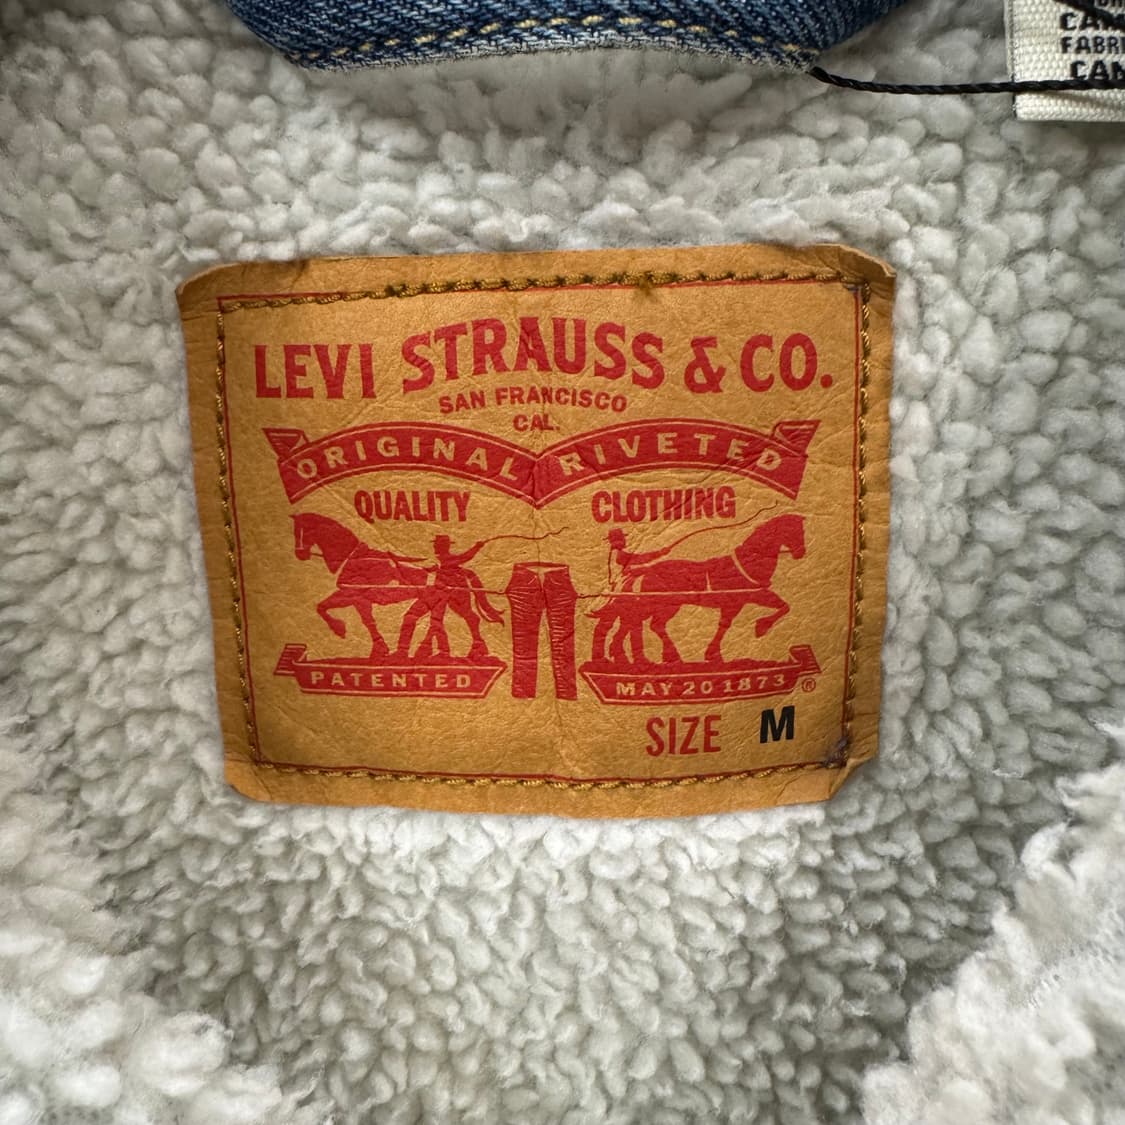 LEVI STRAUSS & CO.
SAN FRANCISCO
CAL.
ORIGINAL RIVETED
QUALITY CLOTHING
PATENTED MAY 20 1873 ®
SIZE M